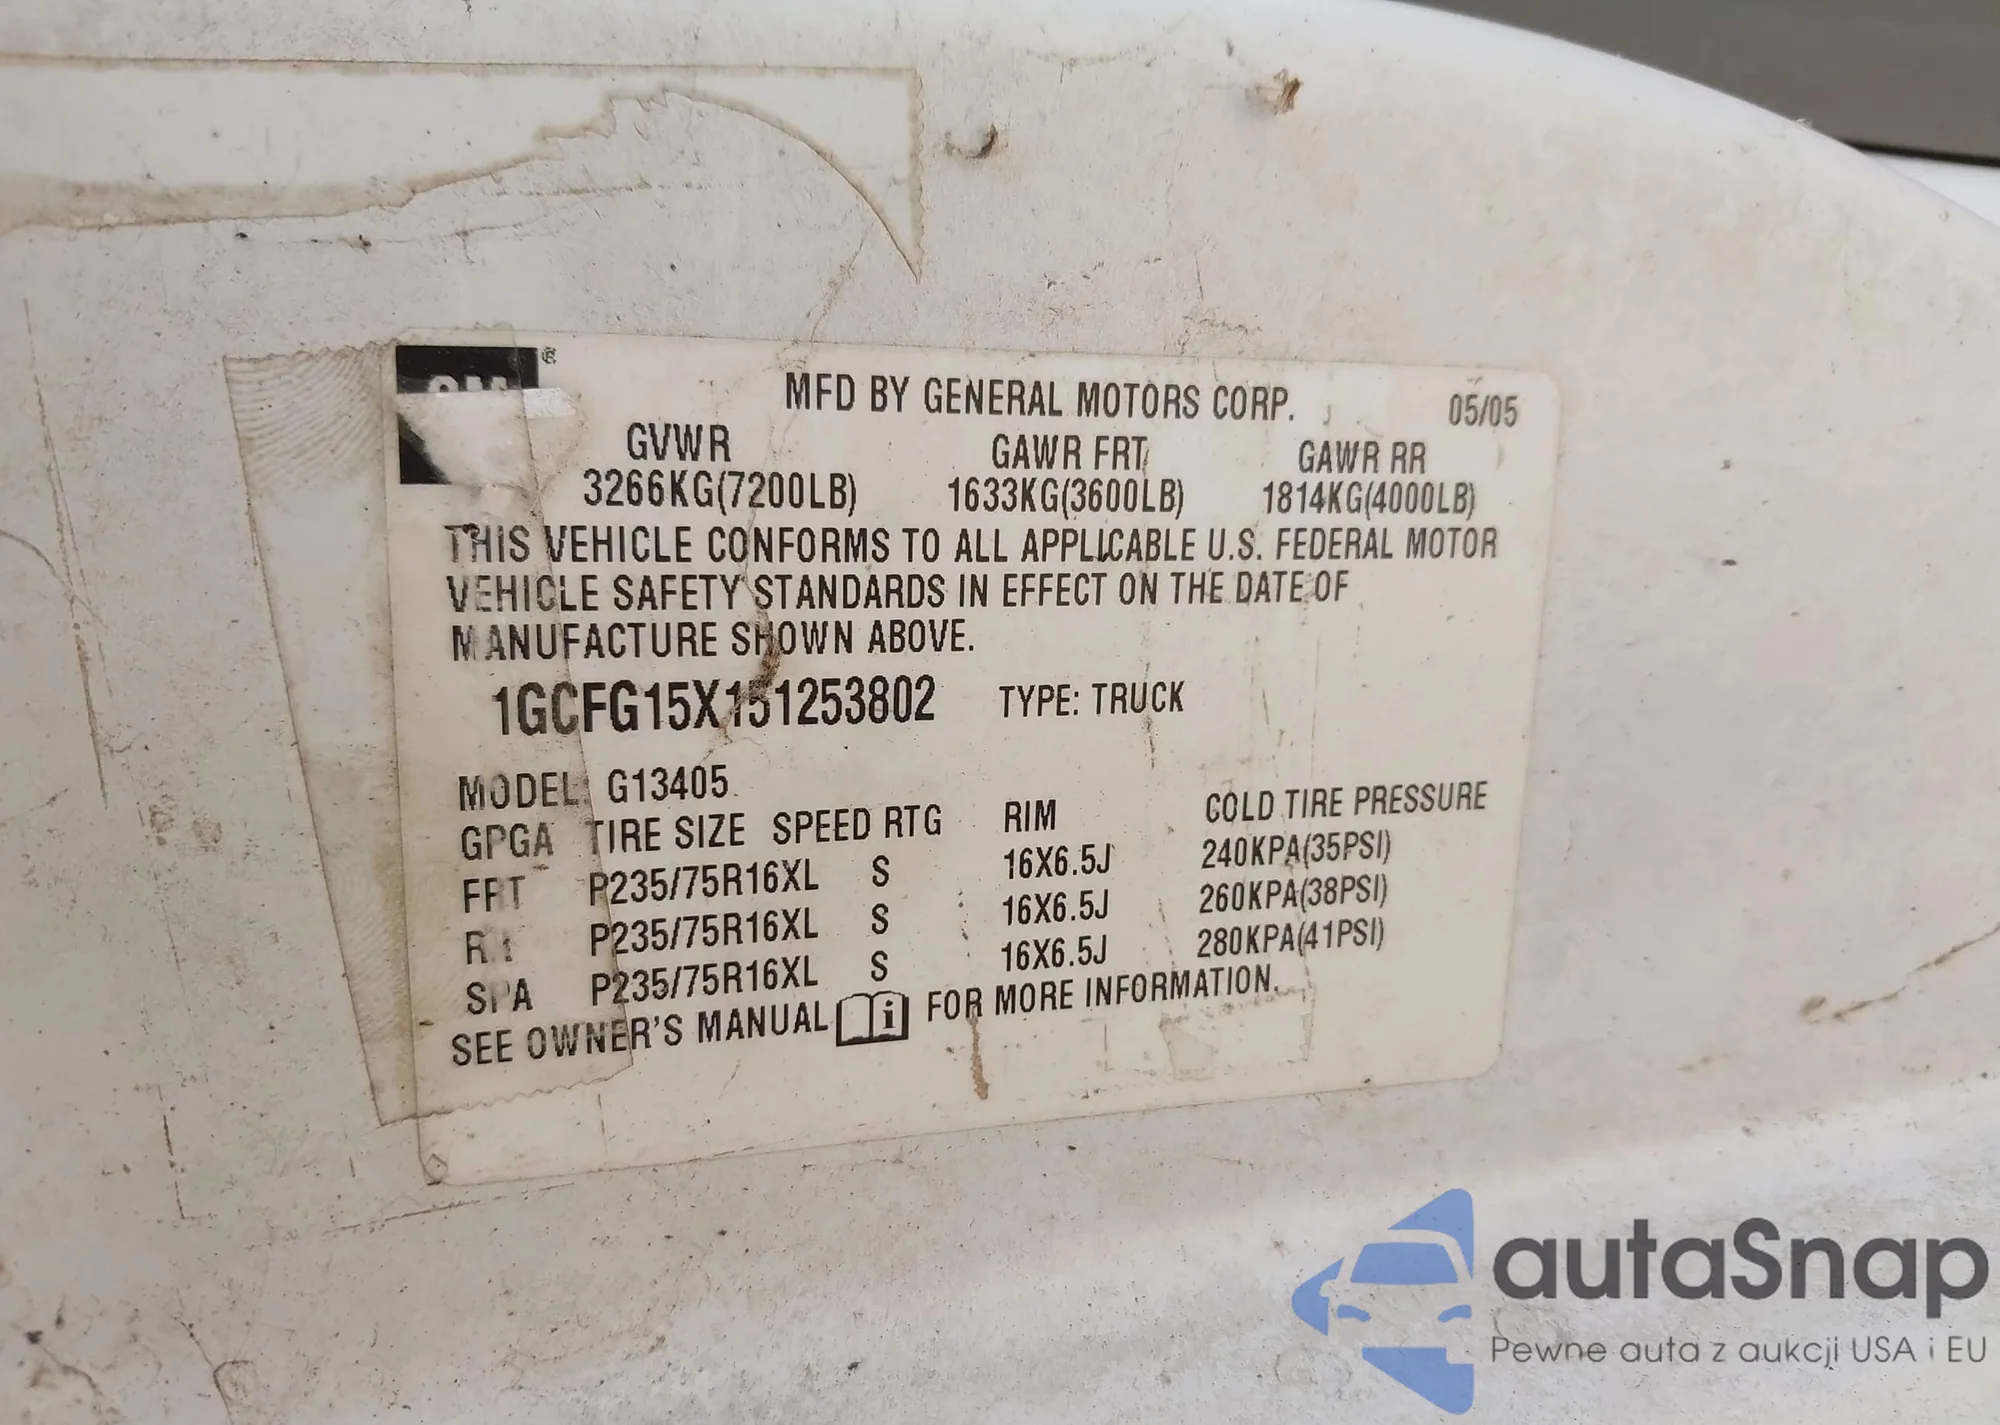 GM®
MFD BY GENERAL MOTORS CORP. 05/05
GVWR GAWR FRT GAWR RR
3266KG(7200LB) 1633KG(3600LB) 1814KG(4000LB)
THIS VEHICLE CONFORMS TO ALL APPLICABLE U.S. FEDERAL MOTOR
VEHICLE SAFETY STANDARDS IN EFFECT ON THE DATE OF
MANUFACTURE SHOWN ABOVE.
1GCFG15X151253802 TYPE: TRUCK
MODEL: G13405
GPGA TIRE SIZE SPEED RTG RIM COLD TIRE PRESSURE
FRT P235/75R16XL S 16X6.5J 240KPA(35PSI)
RR P235/75R16XL S 16X6.5J 260KPA(38PSI)
SPA P235/75R16XL S 16X6.5J 280KPA(41PSI)
SEE OWNER'S MANUAL i FOR MORE INFORMATION.
autaSnap
Pewne auta z aukcji USA i EU